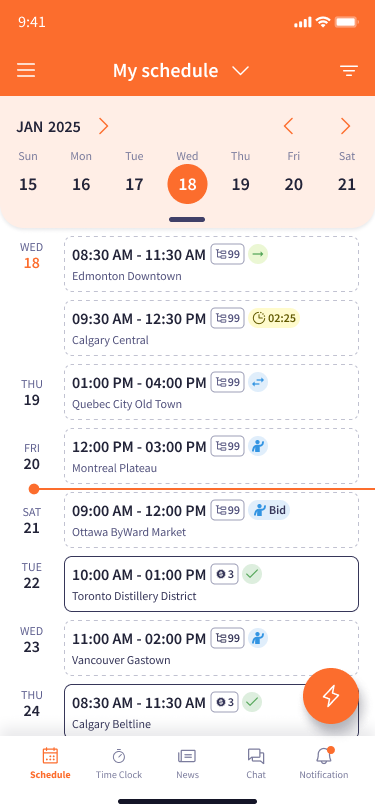 9:41
My schedule
JAN 2025
Sun Mon Tue Wed Thu Fri Sat
15 16 17 18 19 20 21
WED
18
08:30 AM - 11:30 AM 99
Edmonton Downtown
09:30 AM - 12:30 PM 99 02:25
Calgary Central
THU
19
01:00 PM - 04:00 PM 99
Quebec City Old Town
FRI
20
12:00 PM - 03:00 PM 99
Montreal Plateau
SAT
21
09:00 AM - 12:00 PM 99 Bid
Ottawa ByWard Market
TUE
22
10:00 AM - 01:00 PM 3
Toronto Distillery District
WED
23
11:00 AM - 02:00 PM 99
Vancouver Gastown
THU
24
08:30 AM - 11:30 AM 3
Calgary Beltline
Schedule Time Clock News Chat Notification